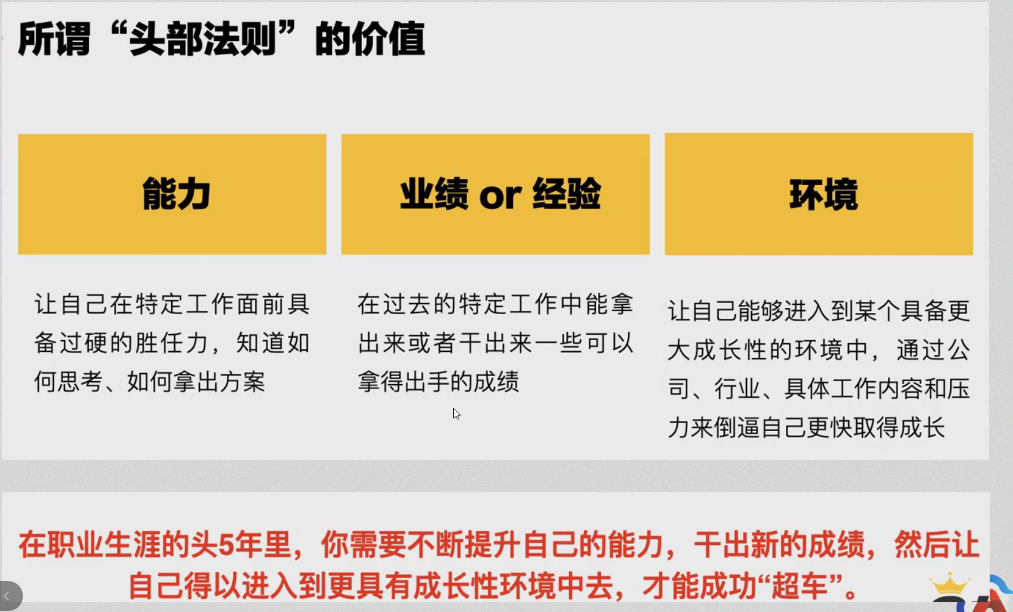 所谓“头部法则”的价值
能力
业绩 or 经验
环境
让自己在特定工作面前具
备过硬的胜任力，知道如
何思考、如何拿出方案
在过去的特定工作中能拿
出来或者干出来一些可以
拿得出手的成绩
让自己能够进入到某个具备更
大成长性的环境中，通过公
司、行业、具体工作内容和压
力来倒逼自己更快取得成长
在职业生涯的头5年里，你需要不断提升自己的能力，干出新的成绩，然后让
自己得以进入到更具有成长性环境中去，才能成功“超车”。